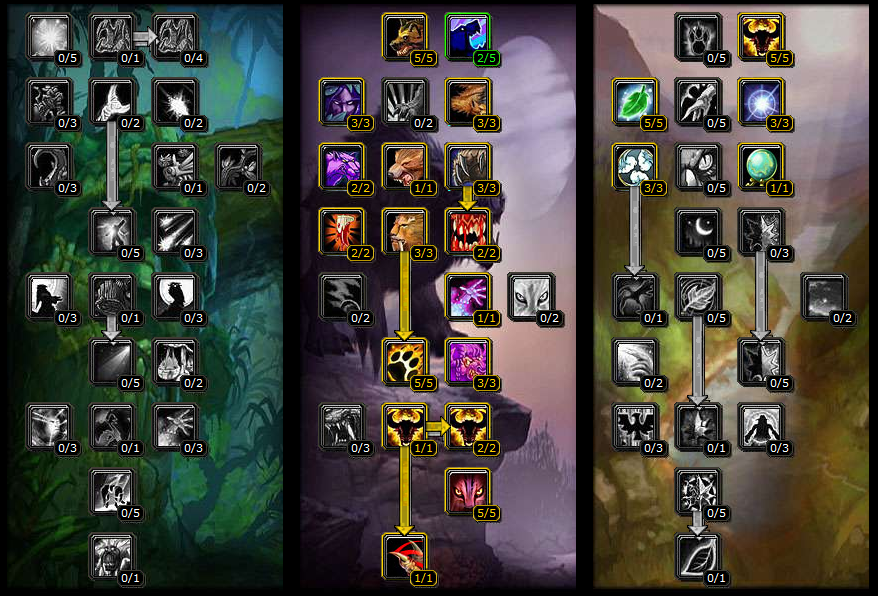 0/5 0/1 0/4
0/3 0/2 0/2
0/3 0/1 0/2
0/5 0/3
0/3 0/1 0/3
0/5 0/2
0/3 0/1 0/3
0/5
0/1
5/5 2/5
3/3 0/2 3/3
2/2 1/1 3/3
2/2 3/3 2/2
0/2 1/1 0/2
5/5 3/3
0/3 1/1 2/2
5/5
1/1
0/5 5/5
5/5 0/5 3/3
3/3 0/5 1/1
0/5 0/3
0/1 0/5 0/2
0/2 0/5
0/3 0/1 0/3
0/5
0/1